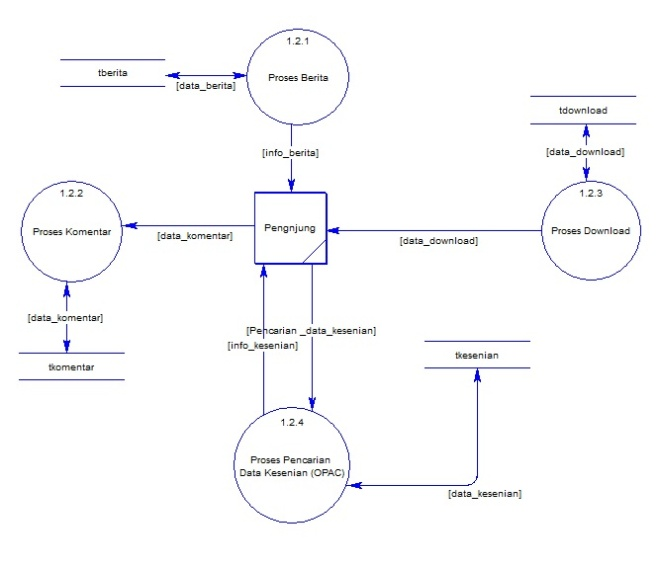 1.2.1
Proses Berita
tberita
[data_berita]
[info_berita]
tdownload
[data_download]
1.2.2
Proses Komentar
[data_komentar]
Pengnjung
[data_download]
1.2.3
Proses Download
[data_komentar]
tkomentar
[Pencarian _data_kesenian]
[info_kesenian]
tkesenian
1.2.4
Proses Pencarian
Data Kesenian (OPAC)
[data_kesenian]